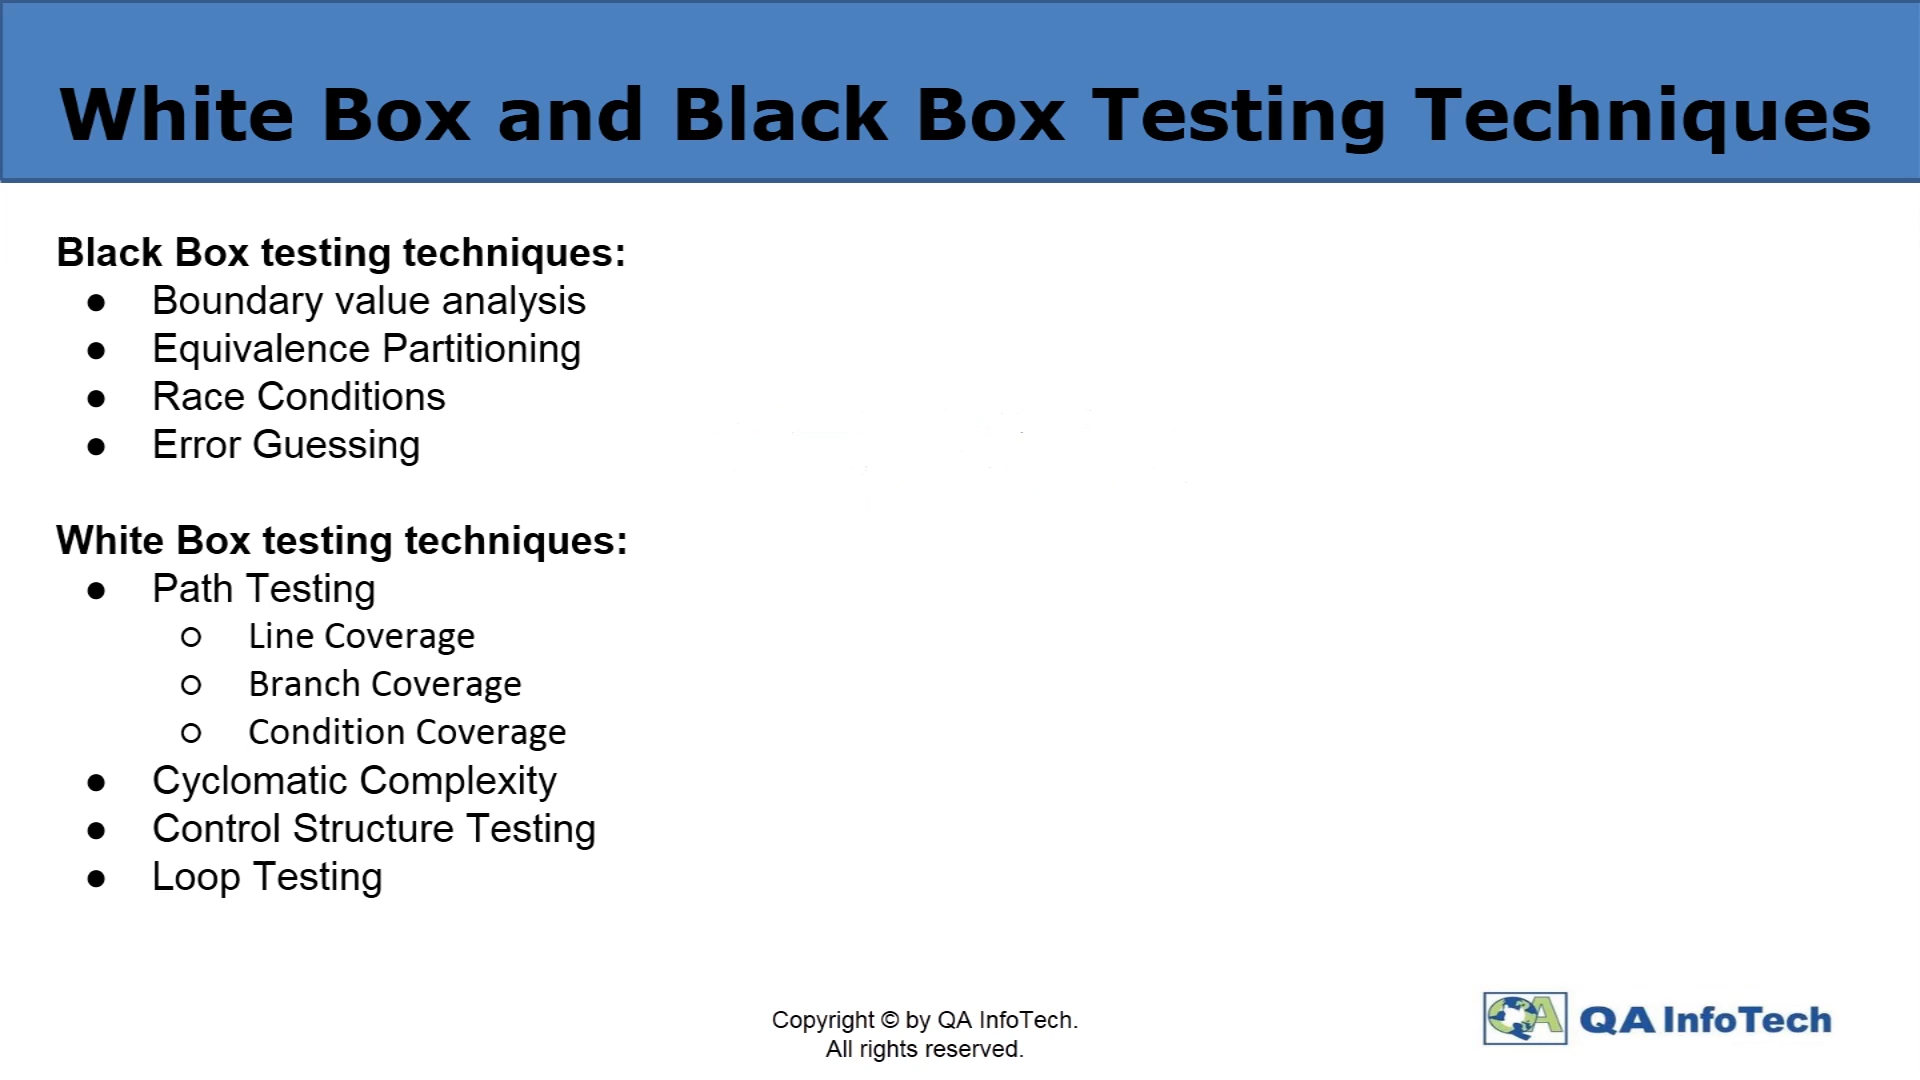 White Box and Black Box Testing Techniques
Black Box testing techniques:
● Boundary value analysis
● Equivalence Partitioning
● Race Conditions
● Error Guessing
White Box testing techniques:
● Path Testing
○ Line Coverage
○ Branch Coverage
○ Condition Coverage
● Cyclomatic Complexity
● Control Structure Testing
● Loop Testing
Copyright © by QA InfoTech.
All rights reserved.
QA QA InfoTech